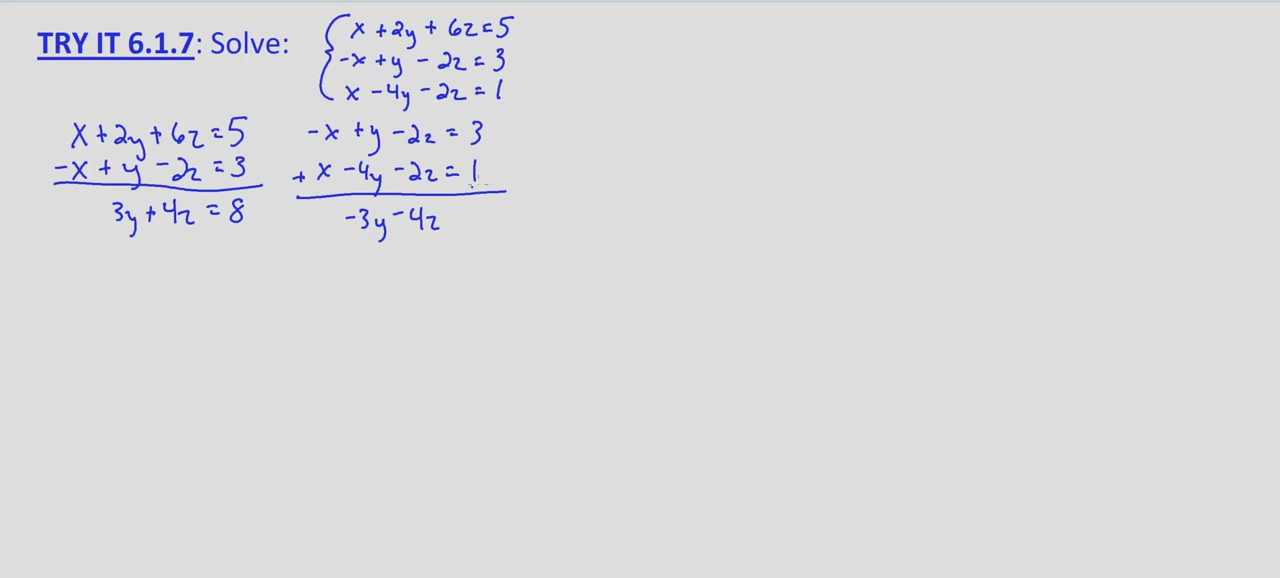 TRY IT 6.1.7: Solve:
x + 2y + 6z = 5
-x + y - 2z = 3
x - 4y - 2z = 1
x + 2y + 6z = 5
-x + y - 2z = 3
3y + 4z = 8
-x + y - 2z = 3
+ x - 4y - 2z = 1
-3y - 4z